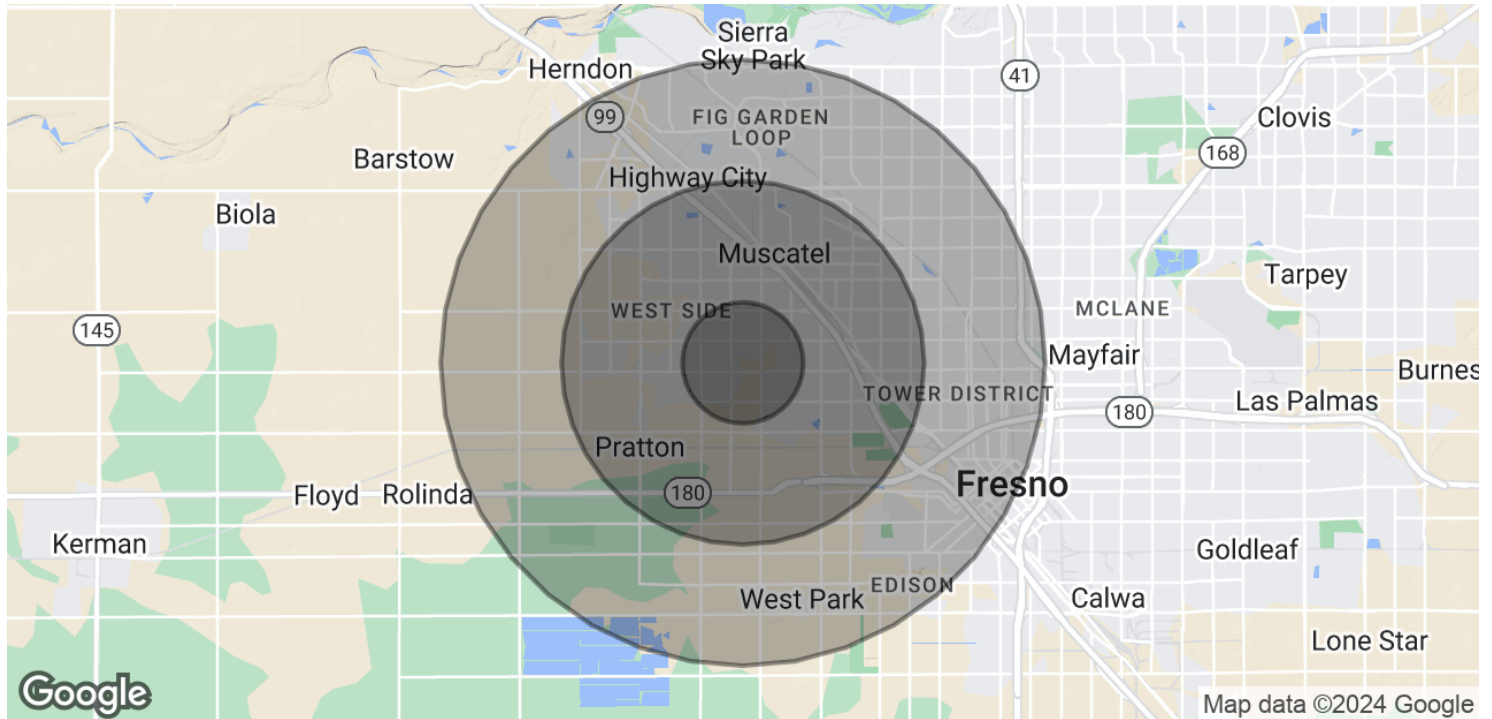 Sierra
Sky Park
Herndon
41
99
FIG GARDEN
LOOP
Clovis
168
Barstow
Highway City
Biola
Muscatel
Tarpey
WEST SIDE
MCLANE
145
Mayfair
Burnes
TOWER DISTRICT
180
Las Palmas
Pratton
Fresno
180
Floyd
Rolinda
Kerman
Goldleaf
EDISON
West Park
Calwa
Lone Star
Google
Map data ©2024 Google